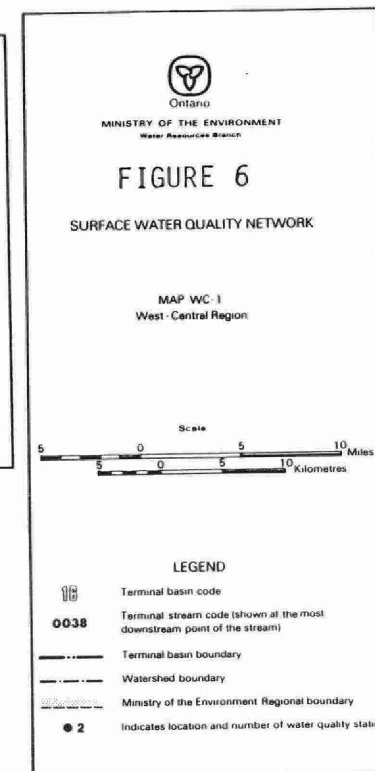 Ontario
MINISTRY OF THE ENVIRONMENT
Water Resources Branch
FIGURE 6
SURFACE WATER QUALITY NETWORK
MAP WC-1
West-Central Region
Scale
5 0 5 10 Miles
5 0 5 10 Kilometres
LEGEND
16 Terminal basin code
0038 Terminal stream code (shown at the most
downstream point of the stream)
Terminal basin boundary
Watershed boundary
Ministry of the Environment Regional boundary
2 Indicates location and number of water quality stati